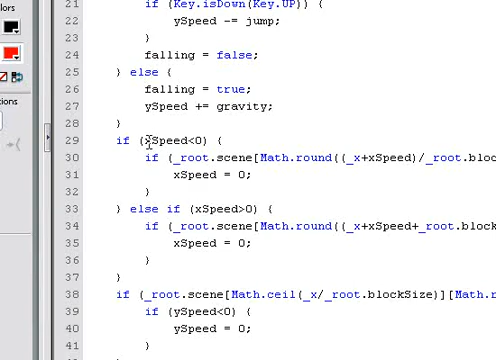 olors
tions
21 if (Key.isDown(Key.UP)) {
22 ySpeed -= jump;
23 }
24 falling = false;
25 } else {
26 falling = true;
27 ySpeed += gravity;
28 }
29 if (xSpeed<0) {
30 if (_root.scene[Math.round((_x+xSpeed)/_root.bloc
31 xSpeed = 0;
32 }
33 } else if (xSpeed>0) {
34 if (_root.scene[Math.round((_x+xSpeed+_root.block
35 xSpeed = 0;
36 }
37 }
38 if (_root.scene[Math.ceil(_x/_root.blockSize)][Math.r
39 if (ySpeed<0) {
40 ySpeed = 0;
41 }